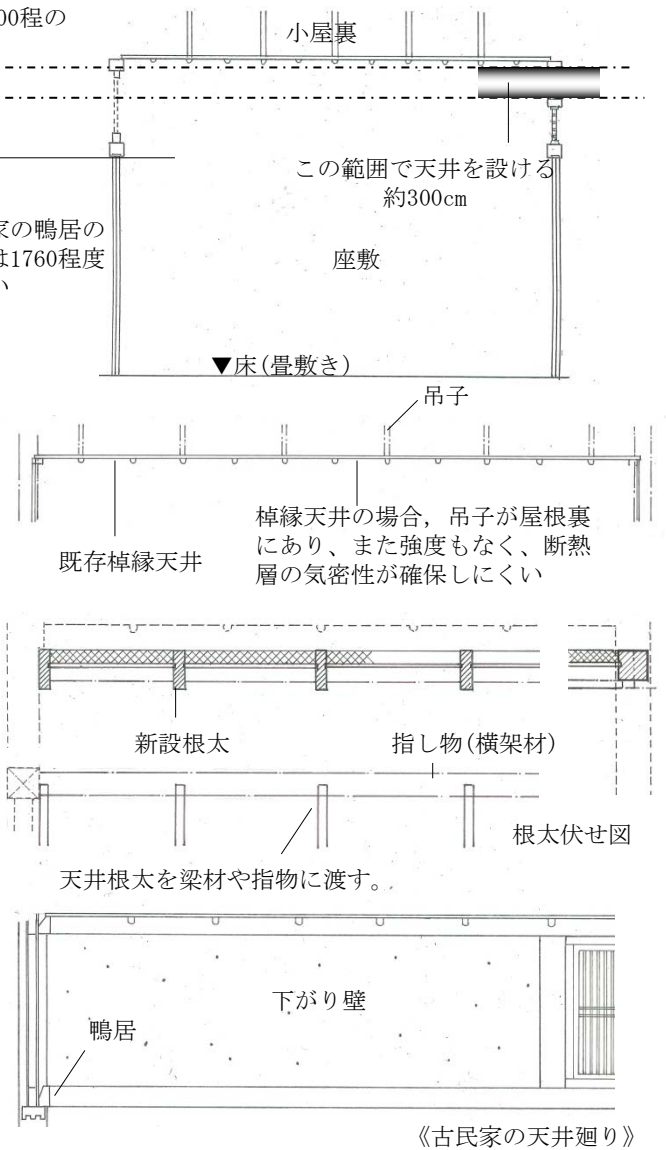 00程の
小屋裏
この範囲で天井を設ける
約300cm
家の鴨居の
は1760程度
い
座敷
▼床(畳敷き)
吊子
既存棹縁天井
棹縁天井の場合，吊子が屋根裏
にあり、また強度もなく、断熱
層の気密性が確保しにくい
新設根太
指し物(横架材)
根太伏せ図
天井根太を梁材や指物に渡す。
下がり壁
鴨居
《古民家の天井廻り》